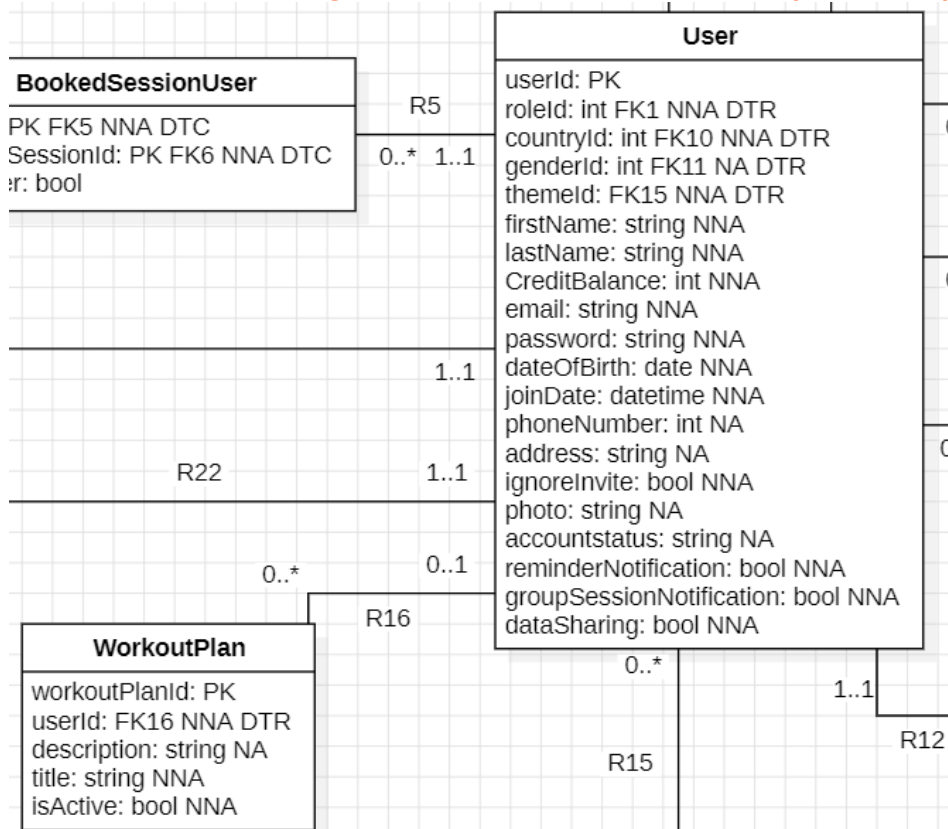 BookedSessionUser
PK FK5 NNA DTC
SessionId: PK FK6 NNA DTC
r: bool
R5
0..* 1..1
User
userId: PK
roleId: int FK1 NNA DTR
countryId: int FK10 NNA DTR
genderId: int FK11 NA DTR
themeId: FK15 NNA DTR
firstName: string NNA
lastName: string NNA
CreditBalance: int NNA
email: string NNA
password: string NNA
dateOfBirth: date NNA
joinDate: datetime NNA
phoneNumber: int NA
address: string NA
ignoreInvite: bool NNA
photo: string NA
accountstatus: string NA
reminderNotification: bool NNA
groupSessionNotification: bool NNA
dataSharing: bool NNA
1..1
R22
1..1
0..*
0..1
R16
WorkoutPlan
workoutPlanId: PK
userId: FK16 NNA DTR
description: string NA
title: string NNA
isActive: bool NNA
0..*
R15
1..1
R12